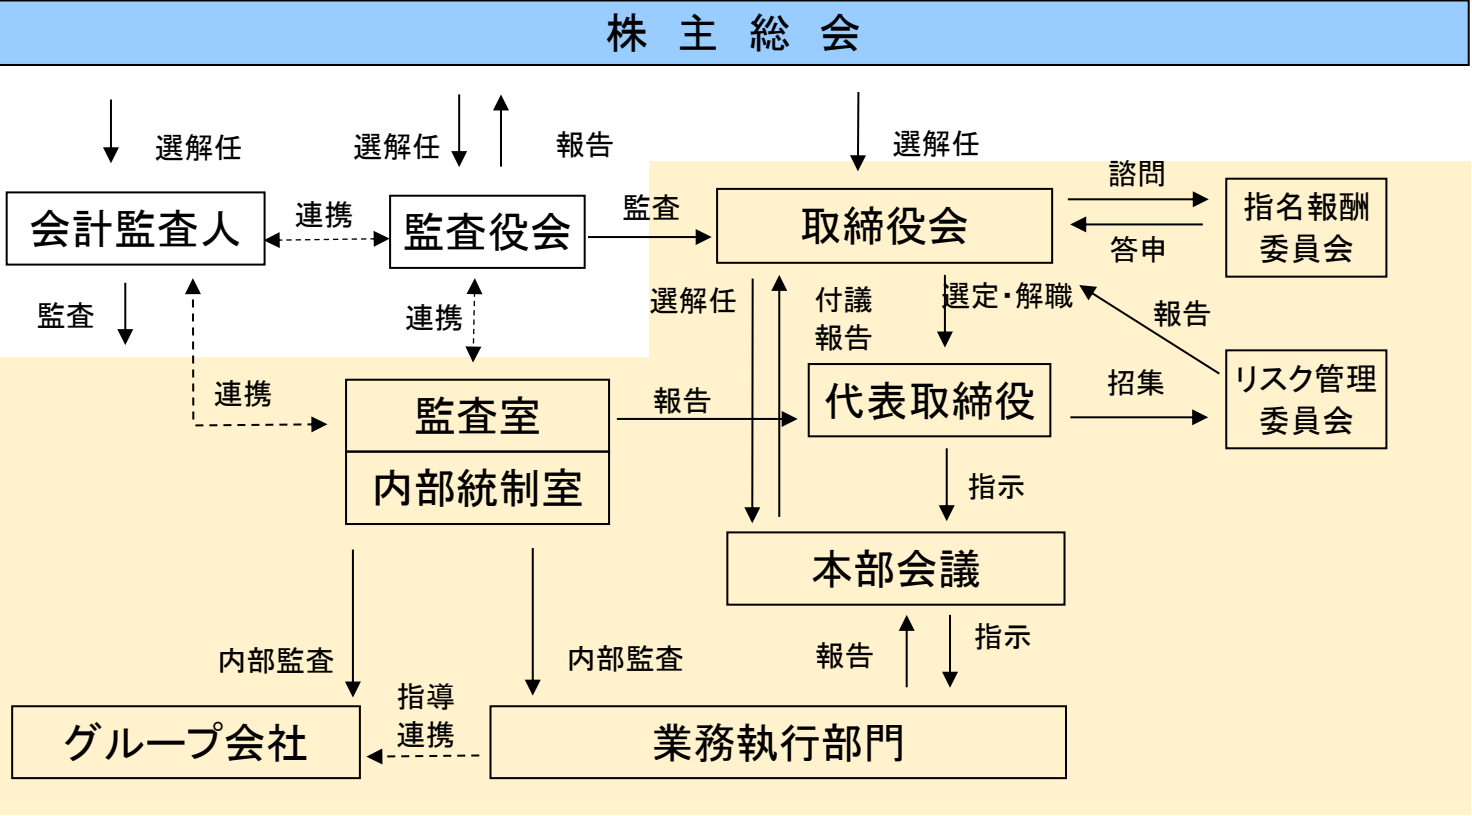 株 主 総 会
選解任
選解任
報告
選解任
会計監査人
連携
監査役会
監査
取締役会
諮問
答申
指名報酬
委員会
監査
連携
選解任
付議
報告
選定・解職
報告
連携
監査室
内部統制室
報告
代表取締役
招集
リスク管理
委員会
指示
本部会議
内部監査
内部監査
報告
指示
グループ会社
指導
連携
業務執行部門